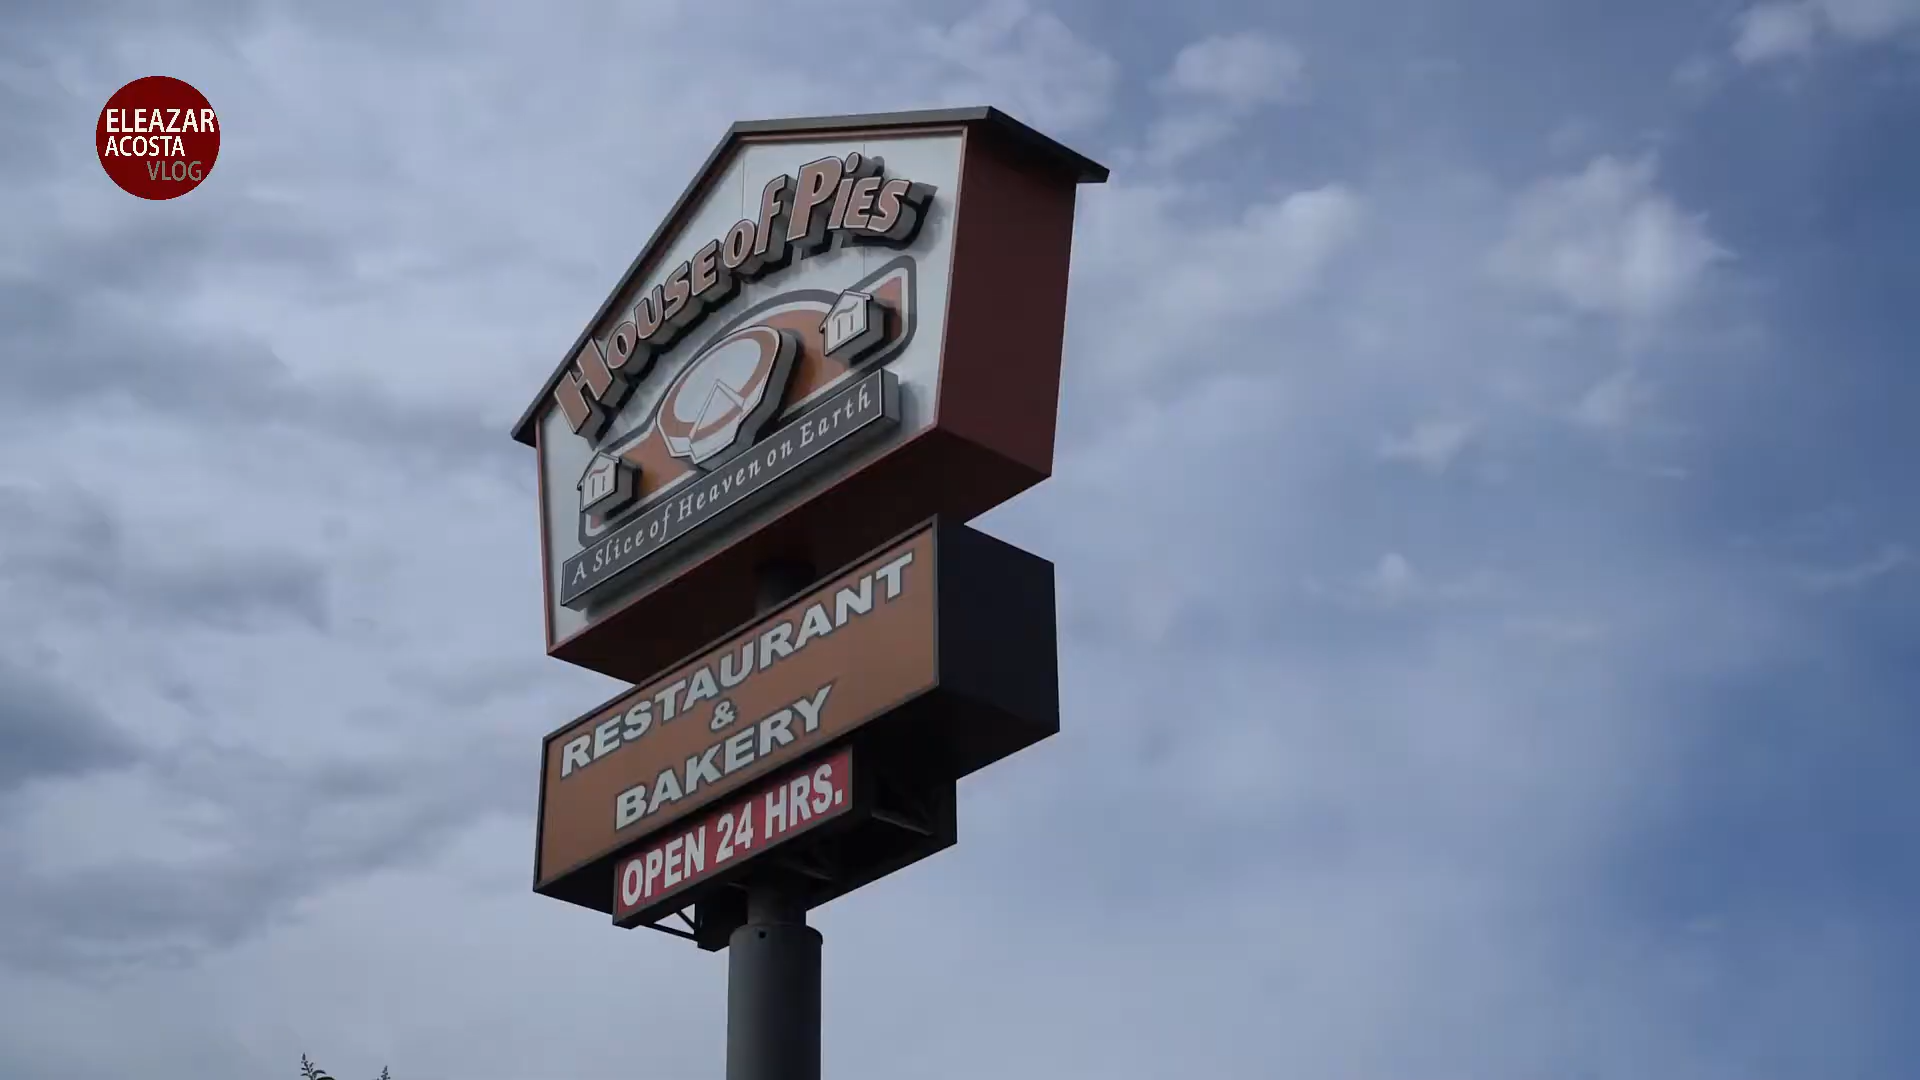 ELEAZAR
ACOSTA
VLOG
House of Pies
A Slice of Heaven on Earth
RESTAURANT
&
BAKERY
OPEN 24 HRS.